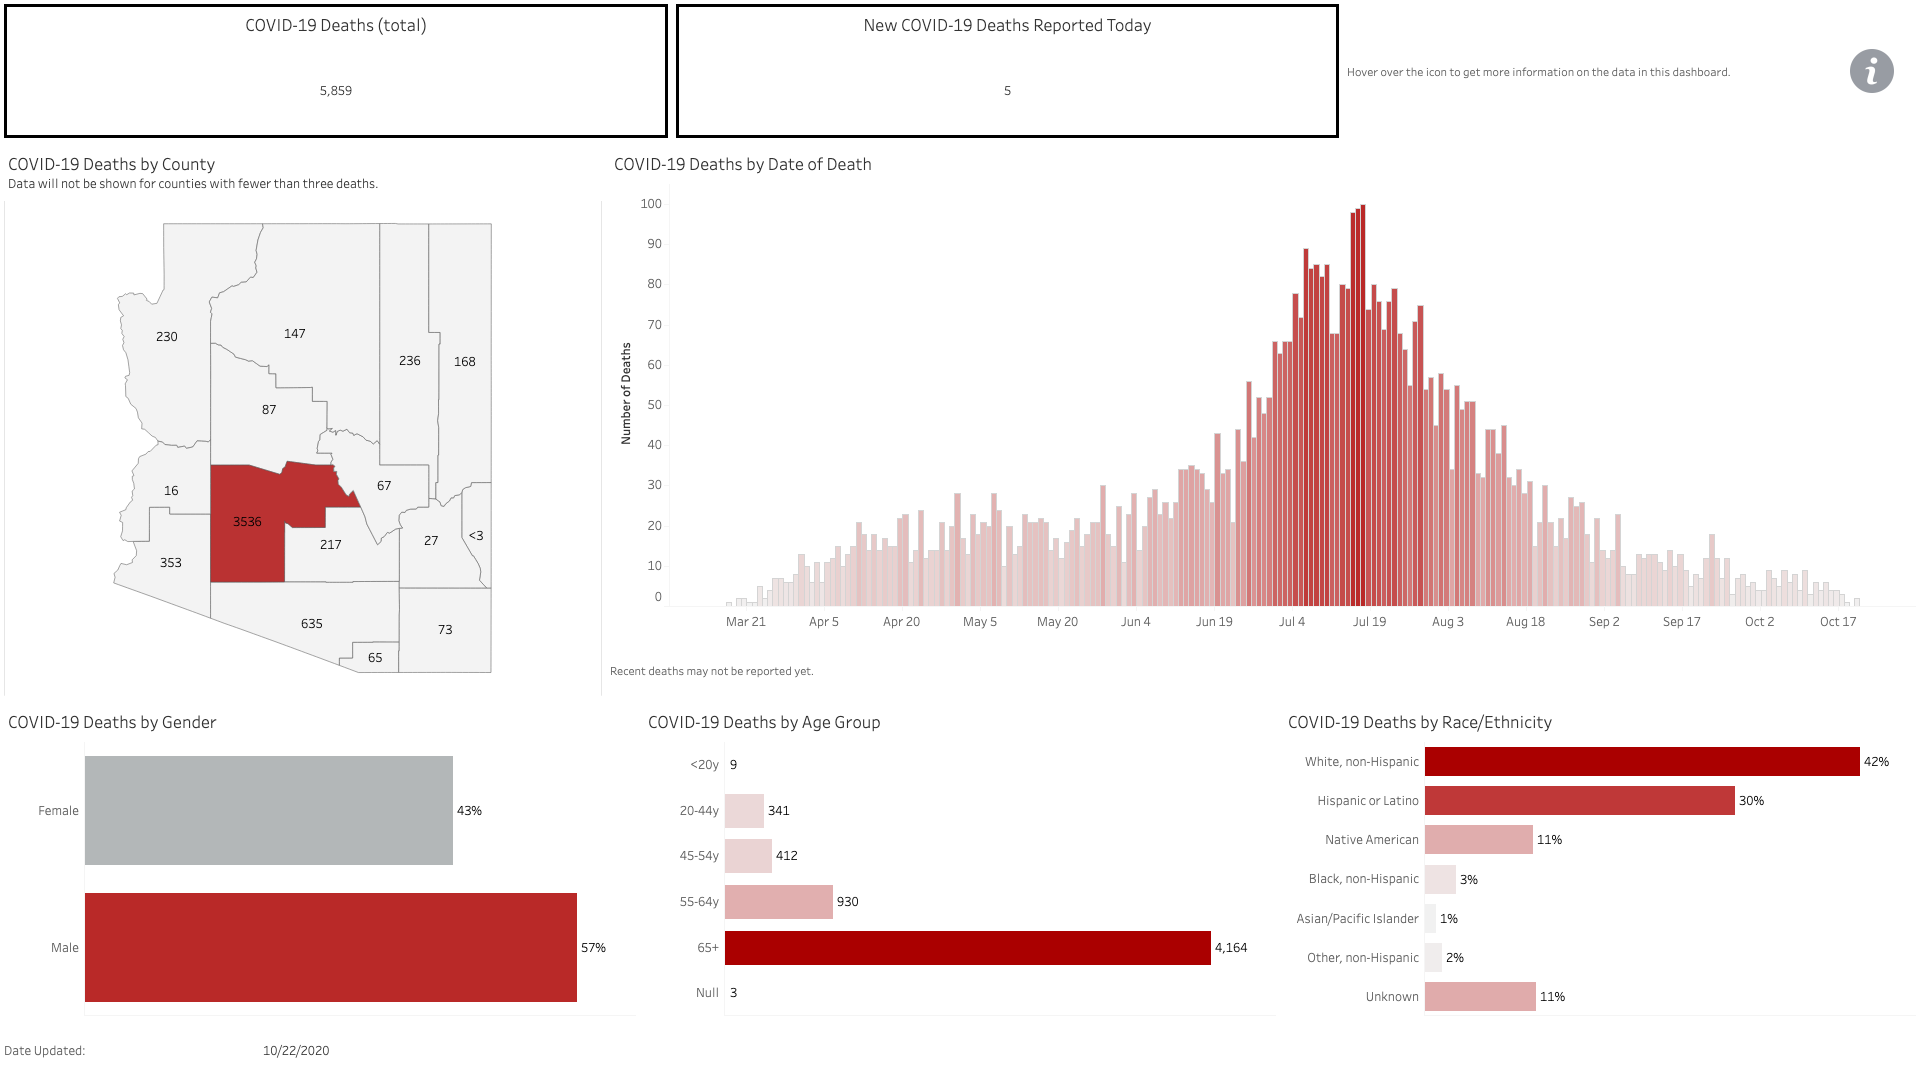 COVID-19 Deaths (total)
5,859
New COVID-19 Deaths Reported Today
5
Hover over the icon to get more information on the data in this dashboard.
i
COVID-19 Deaths by County
Data will not be shown for counties with fewer than three deaths.
230
147
236
168
87
16
67
3536
217
27
<3
353
635
73
65
COVID-19 Deaths by Date of Death
Number of Deaths
100
90
80
70
60
50
40
30
20
10
0
Mar 21
Apr 5
Apr 20
May 5
May 20
Jun 4
Jun 19
Jul 4
Jul 19
Aug 3
Aug 18
Sep 2
Sep 17
Oct 2
Oct 17
Recent deaths may not be reported yet.
COVID-19 Deaths by Gender
Female 43%
Male 57%
COVID-19 Deaths by Age Group
<20y 9
20-44y 341
45-54y 412
55-64y 930
65+ 4,164
Null 3
COVID-19 Deaths by Race/Ethnicity
White, non-Hispanic 42%
Hispanic or Latino 30%
Native American 11%
Black, non-Hispanic 3%
Asian/Pacific Islander 1%
Other, non-Hispanic 2%
Unknown 11%
Date Updated: 10/22/2020